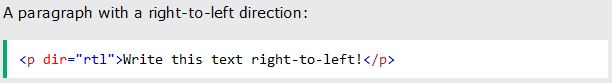 A paragraph with a right-to-left direction:
<p dir="rtl">Write this text right-to-left!</p>